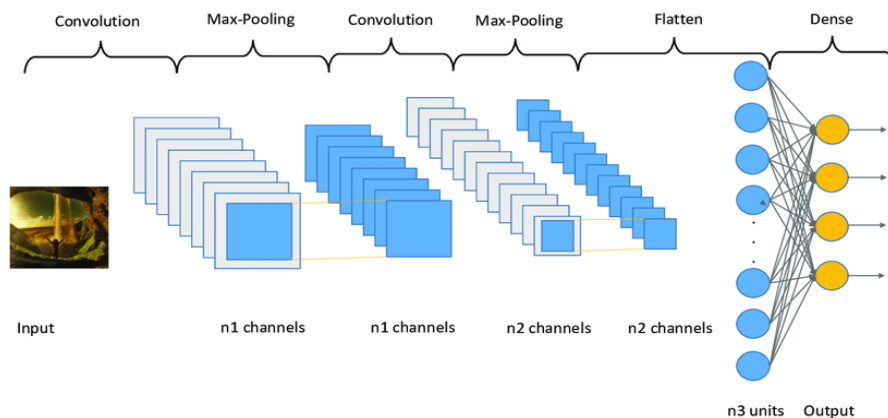 Convolution
Max-Pooling
Convolution
Max-Pooling
Flatten
Dense
Input
n1 channels
n1 channels
n2 channels
n2 channels
n3 units
Output